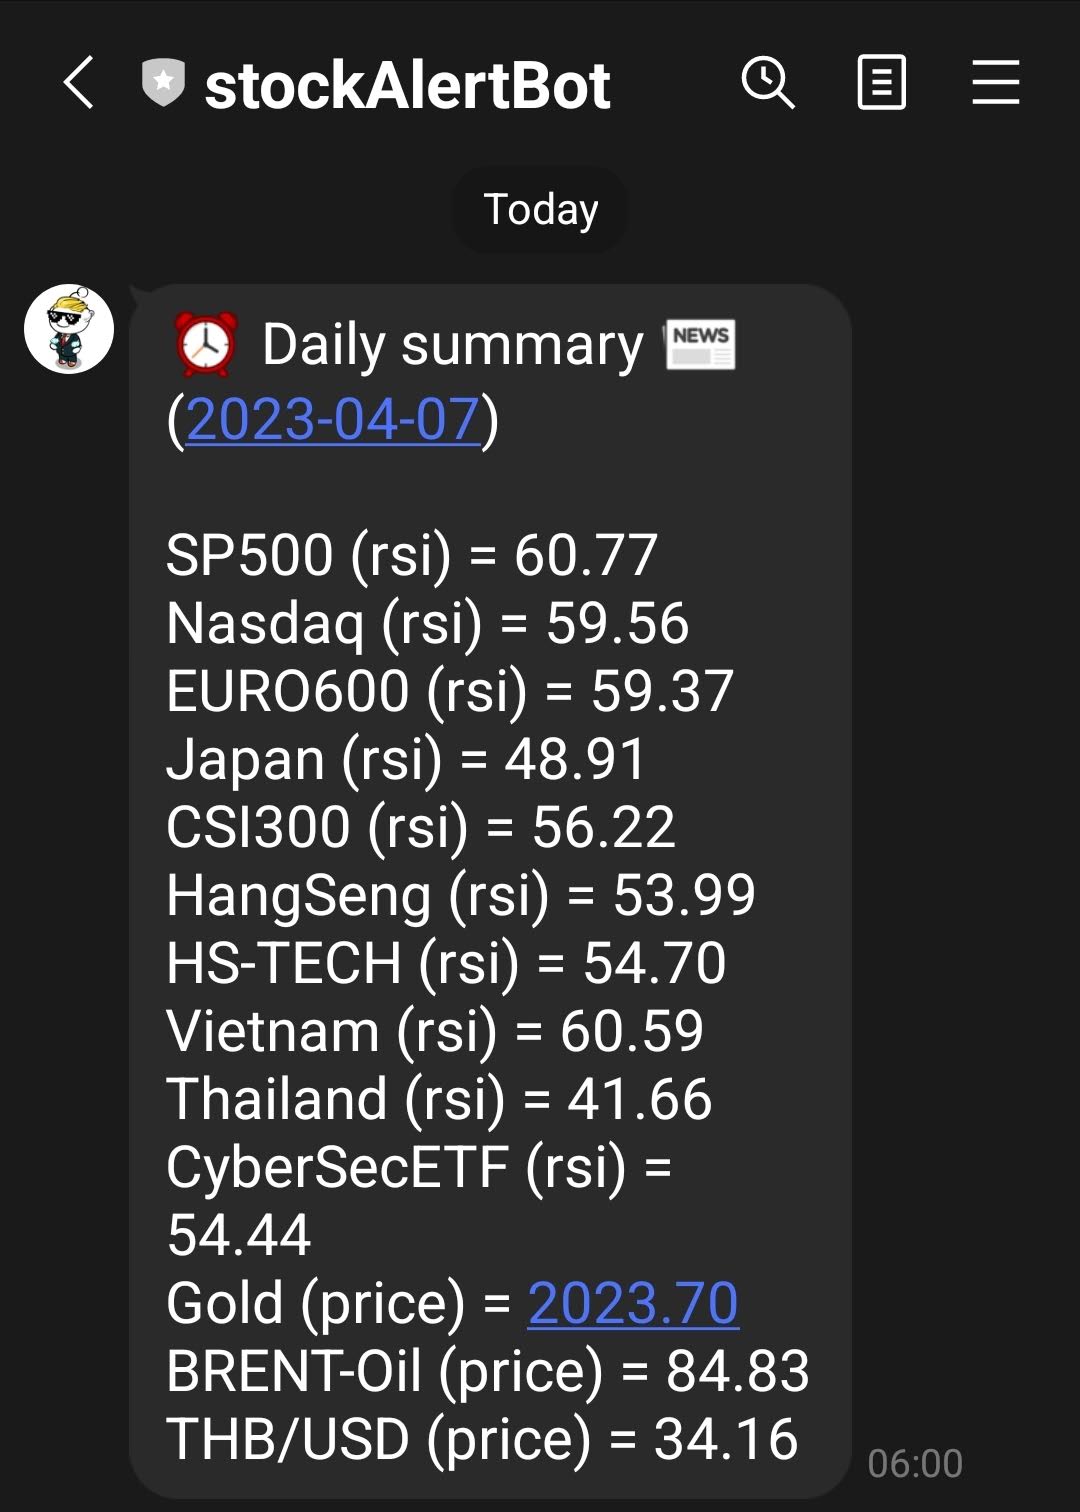 stockAlertBot
Today
⏰ Daily summary 📰
(2023-04-07)
SP500 (rsi) = 60.77
Nasdaq (rsi) = 59.56
EURO600 (rsi) = 59.37
Japan (rsi) = 48.91
CSI300 (rsi) = 56.22
HangSeng (rsi) = 53.99
HS-TECH (rsi) = 54.70
Vietnam (rsi) = 60.59
Thailand (rsi) = 41.66
CyberSecETF (rsi) =
54.44
Gold (price) = 2023.70
BRENT-Oil (price) = 84.83
THB/USD (price) = 34.16
06:00